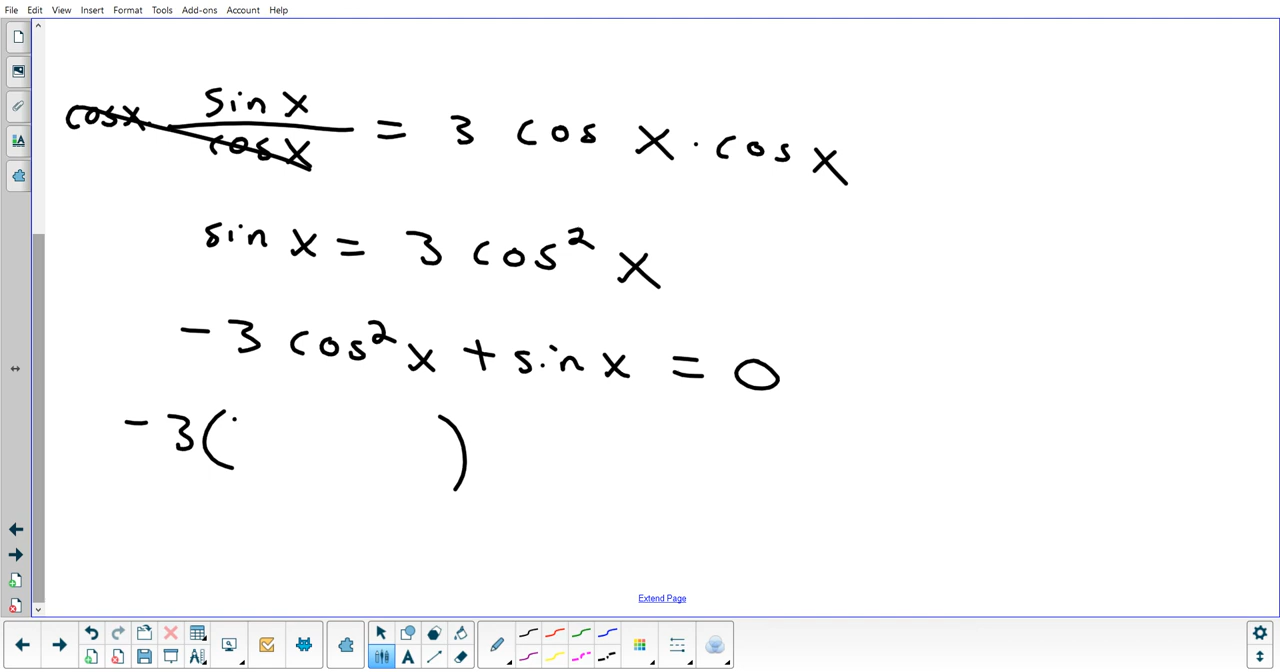 File Edit View Insert Format Tools Add-ons Account Help
cosx · sin x / cos x = 3 cos x · cos x
sin x = 3 cos² x
- 3 cos² x + sin x = 0
- 3 ( )
Extend Page